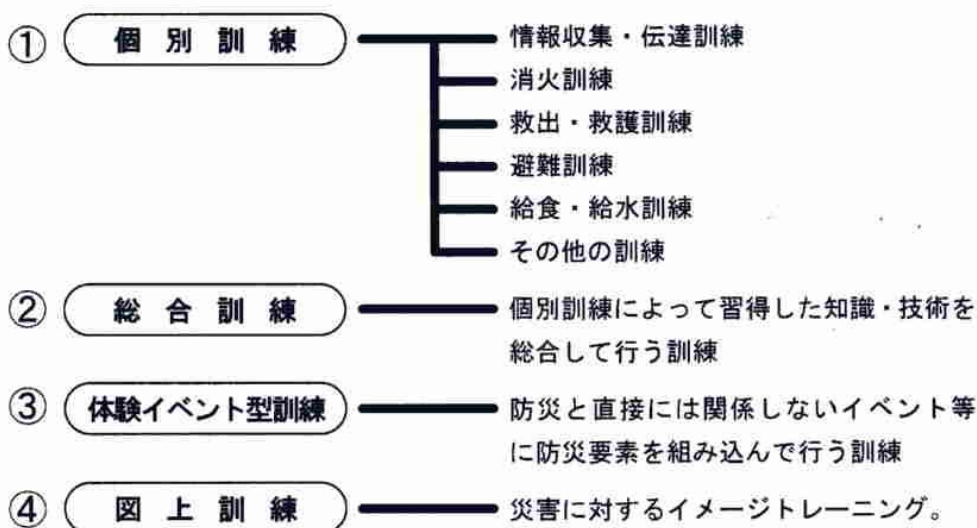 ① 個別訓練 情報収集・伝達訓練
消火訓練
救出・救護訓練
避難訓練
給食・給水訓練
その他の訓練
② 総合訓練 個別訓練によって習得した知識・技術を
総合して行う訓練
③ 体験イベント型訓練 防災と直接には関係しないイベント等
に防災要素を組み込んで行う訓練
④ 図上訓練 災害に対するイメージトレーニング。